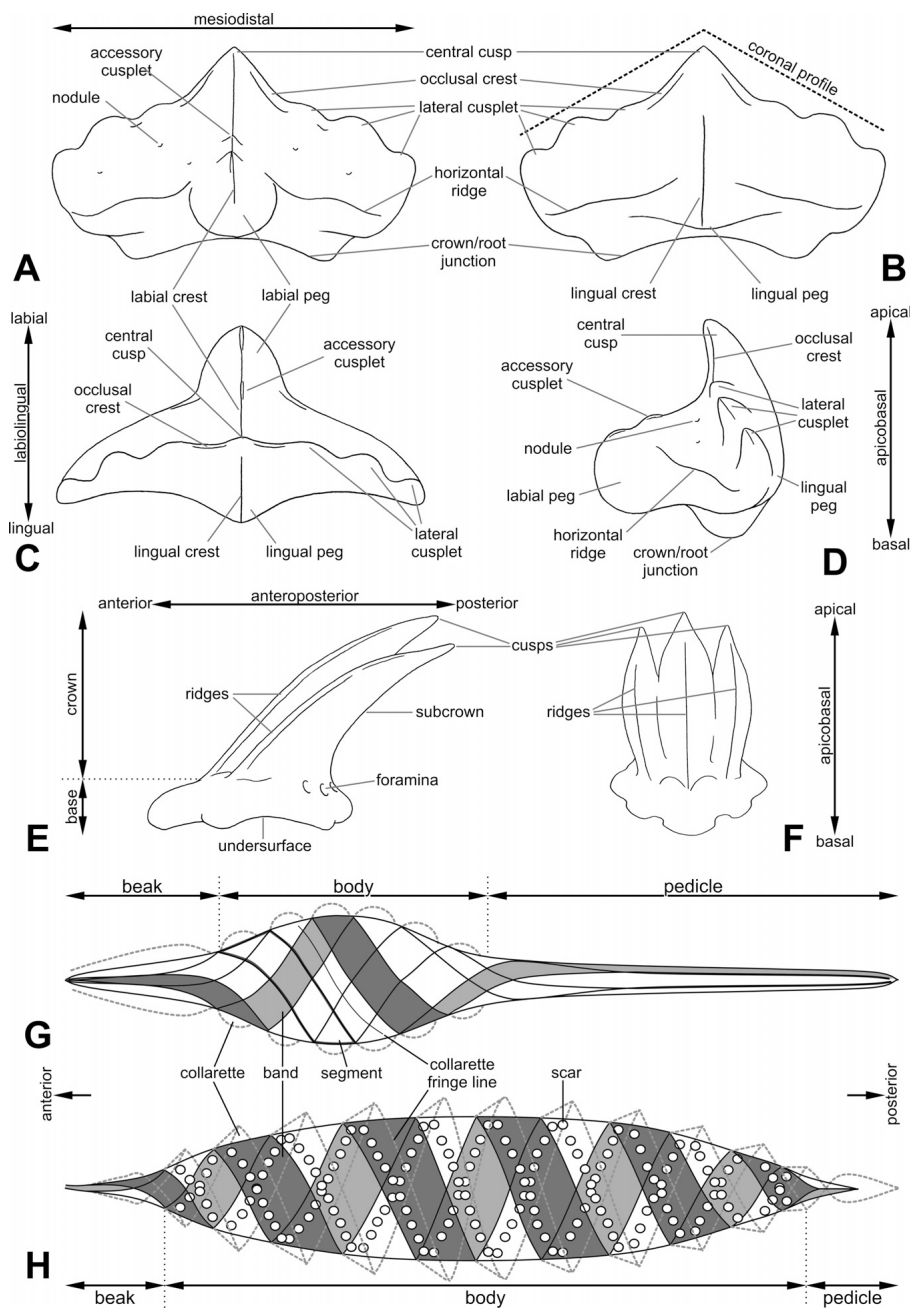 mesiodistal
accessory
cusplet
nodule
central cusp
occlusal crest
lateral cusplet
coronal profile
horizontal
ridge
crown/root
junction
A
B
labial crest
labial peg
lingual crest
lingual peg
labial
labiolingual
lingual
central
cusp
accessory
cusplet
occlusal
crest
lingual crest
lingual peg
lateral
cusplet
C
central
cusp
occlusal
crest
accessory
cusplet
lateral
cusplet
nodule
labial peg
lingual
peg
horizontal
ridge
crown/root
junction
apical
apicobasal
basal
D
anterior
anteroposterior
posterior
crown
base
cusps
ridges
subcrown
foramina
undersurface
E
ridges
apical
apicobasal
basal
F
beak
body
pedicle
G
collarette
band
segment
collarette
fringe line
scar
anterior
posterior
H
beak
body
pedicle